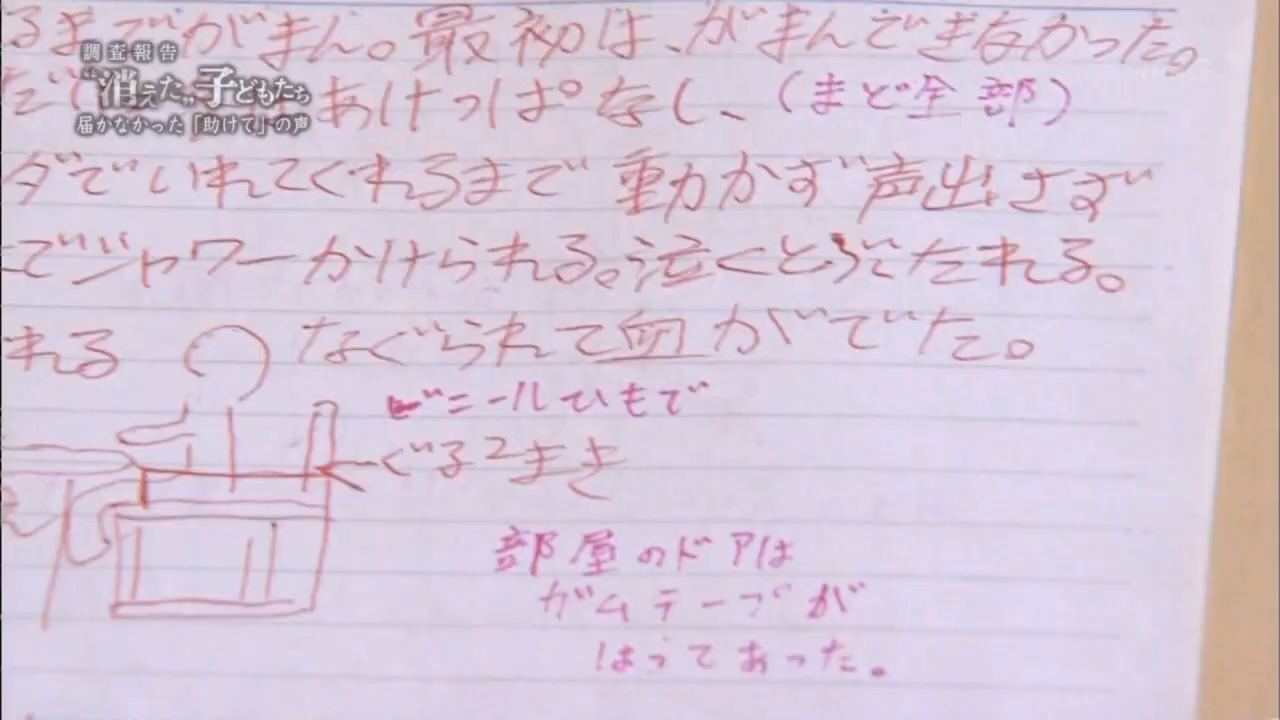 調査報告
“消えた”子どもたち
届かなかった「助けて」の声
るまでがまん。最初は、がまんできなかった。
あけっぱなし、(まど全部)
ダでいれてくれるまで動かず声出さず
でシャワーかけられる。泣くとぶたれる。
れる なぐられて血がでた。
ビニールひもで
ぐる2まき
部屋のドアは
ガムテープが
はってあった。